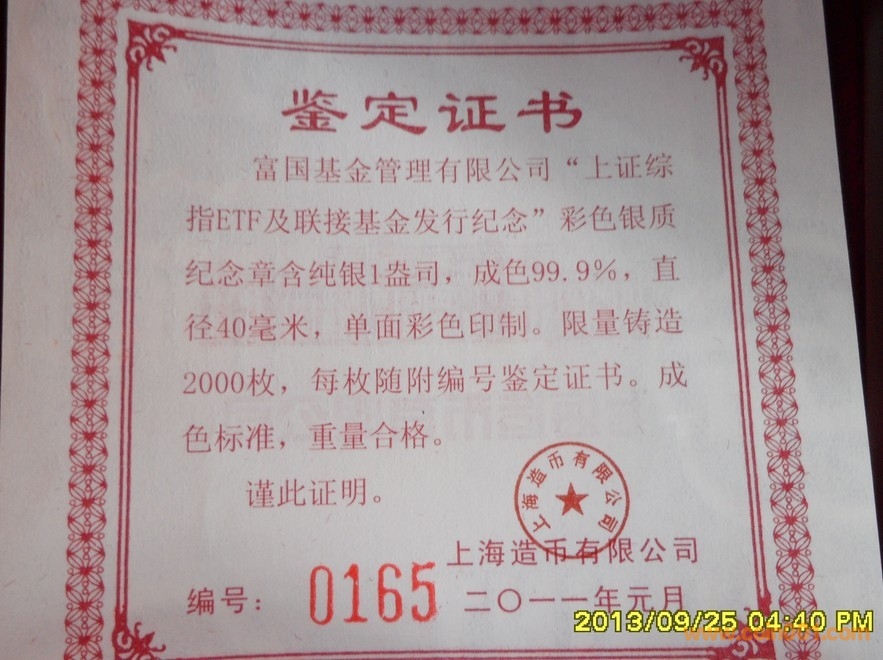 鉴定证书
富国基金管理有限公司“上证综
指ETF及联接基金发行纪念”彩色银质
纪念章含纯银1盎司，成色99.9%，直
径40毫米，单面彩色印制。限量铸造
2000枚，每枚随附编号鉴定证书。成
色标准，重量合格。
谨此证明。
上海造币有限公司
上海造币有限公司
编号： 0165 二〇一一年元月
2013/09/25 04:40 PM